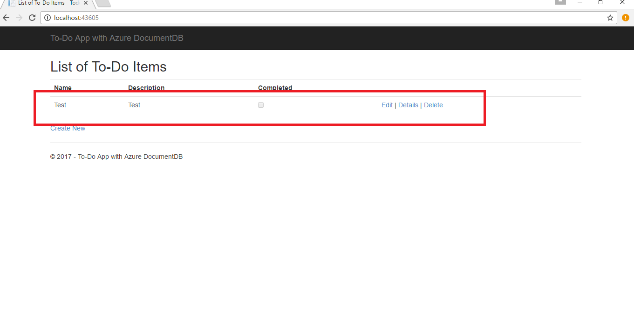 List of To-Do Items - To
localhost:43605
To-Do App with Azure DocumentDB
List of To-Do Items
Name Description Completed
Test Test Edit | Details | Delete
Create New
© 2017 - To-Do App with Azure DocumentDB